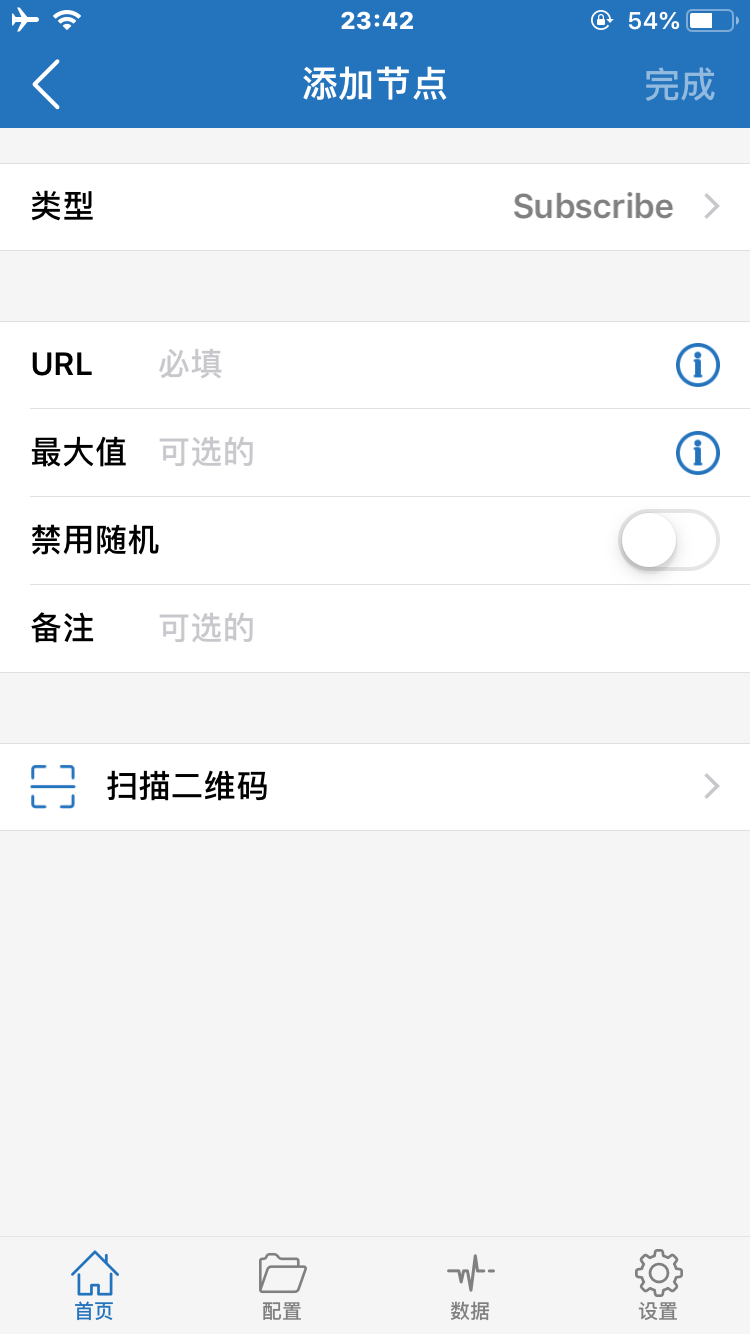 23:42 54%
添加节点 完成
类型 Subscribe
URL 必填
最大值 可选的
禁用随机
备注 可选的
扫描二维码
首页 配置 数据 设置